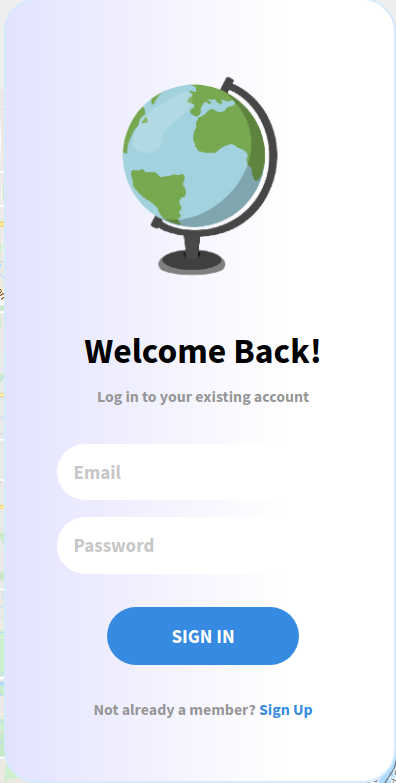 Welcome Back!
Log in to your existing account
Email
Password
SIGN IN
Not already a member? Sign Up